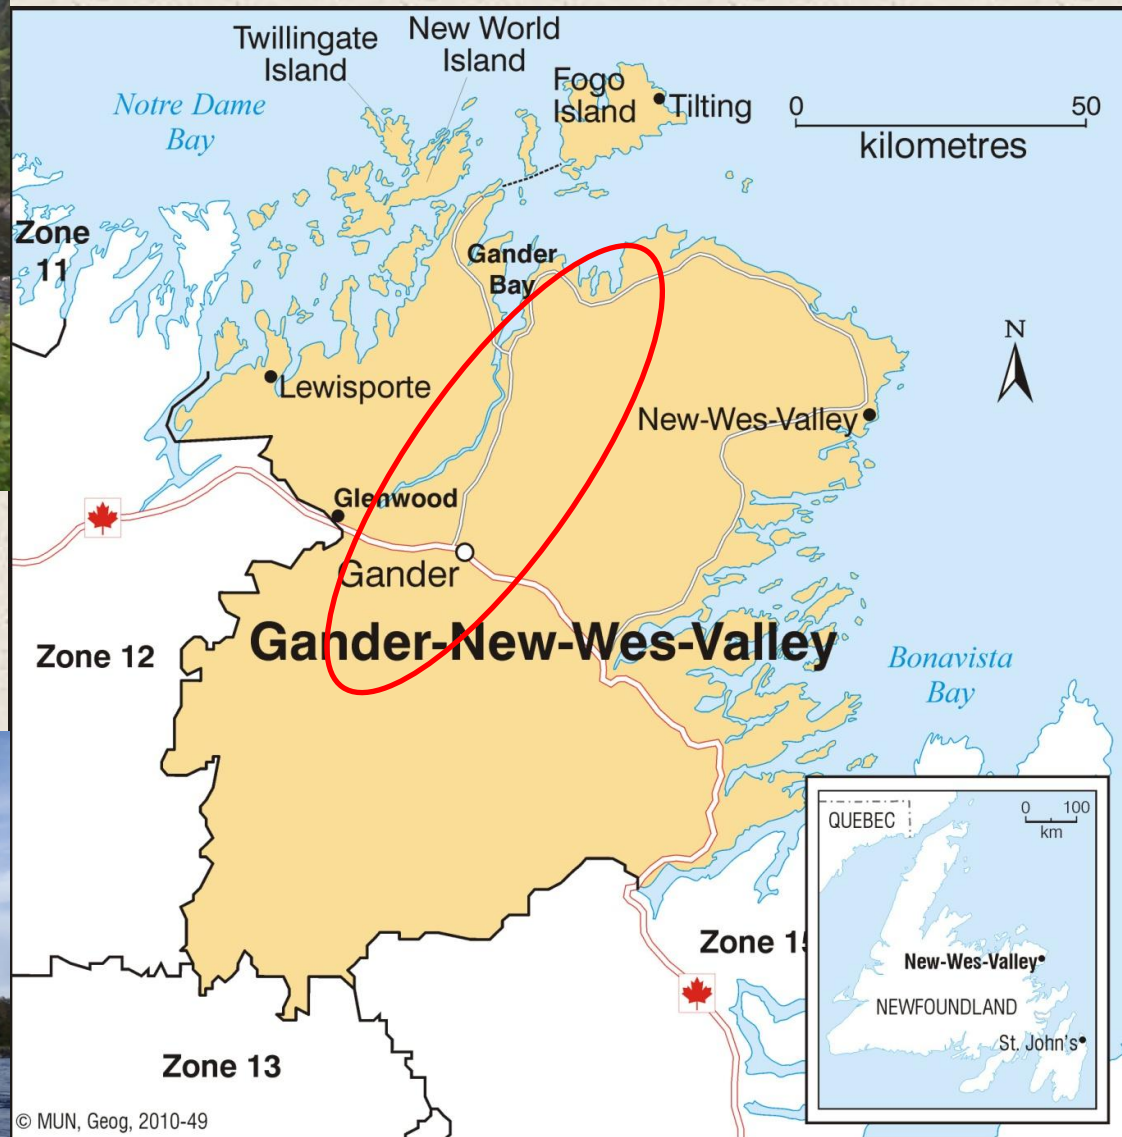 Twillingate
Island
New World
Island
Fogo
Island
Tilting
0 50
kilometres
Notre Dame
Bay
Zone
11
Gander
Bay
N
Lewisporte
New-Wes-Valley
Glenwood
Gander
Gander-New-Wes-Valley
Zone 12
Bonavista
Bay
QUEBEC
0 100
km
Zone 15
New-Wes-Valley
NEWFOUNDLAND
St. John's
Zone 13
© MUN, Geog, 2010-49